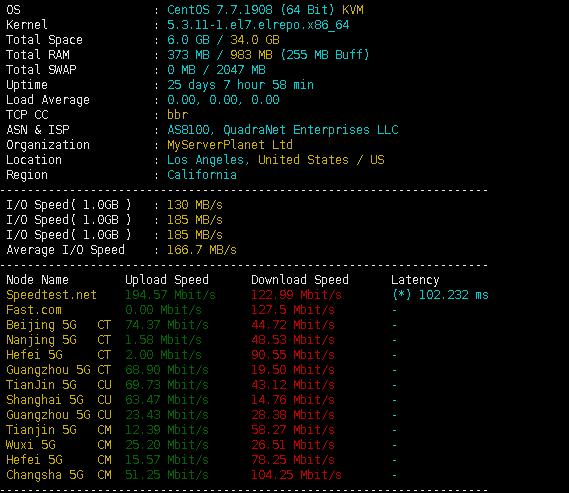 OS : CentOS 7.7.1908 (64 Bit) KVM
Kernel : 5.3.11-1.el7.elrepo.x86_64
Total Space : 6.0 GB / 34.0 GB
Total RAM : 373 MB / 983 MB (255 MB Buff)
Total SWAP : 0 MB / 2047 MB
Uptime : 25 days 7 hour 58 min
Load Average : 0.00, 0.00, 0.00
TCP CC : bbr
ASN & ISP : AS8100, QuadraNet Enterprises LLC
Organization : MyServerPlanet Ltd
Location : Los Angeles, United States / US
Region : California
----------------------------------------------------------------------
I/O Speed( 1.0GB ) : 130 MB/s
I/O Speed( 1.0GB ) : 185 MB/s
I/O Speed( 1.0GB ) : 185 MB/s
Average I/O Speed : 166.7 MB/s
----------------------------------------------------------------------
Node Name Upload Speed Download Speed Latency
Speedtest.net 194.57 Mbit/s 122.99 Mbit/s (*) 102.232 ms
Fast.com 0.00 Mbit/s 127.5 Mbit/s -
Beijing 5G CT 74.37 Mbit/s 44.72 Mbit/s -
Nanjing 5G CT 1.58 Mbit/s 48.53 Mbit/s -
Hefei 5G CT 2.00 Mbit/s 90.55 Mbit/s -
Guangzhou 5G CT 68.90 Mbit/s 19.50 Mbit/s -
TianJin 5G CU 69.73 Mbit/s 43.12 Mbit/s -
Shanghai 5G CU 63.47 Mbit/s 14.76 Mbit/s -
Guangzhou 5G CU 23.43 Mbit/s 28.38 Mbit/s -
Tianjin 5G CM 12.39 Mbit/s 58.27 Mbit/s -
Wuxi 5G CM 25.20 Mbit/s 26.51 Mbit/s -
Hefei 5G CM 15.57 Mbit/s 78.25 Mbit/s -
Changsha 5G CM 51.25 Mbit/s 104.25 Mbit/s -
----------------------------------------------------------------------